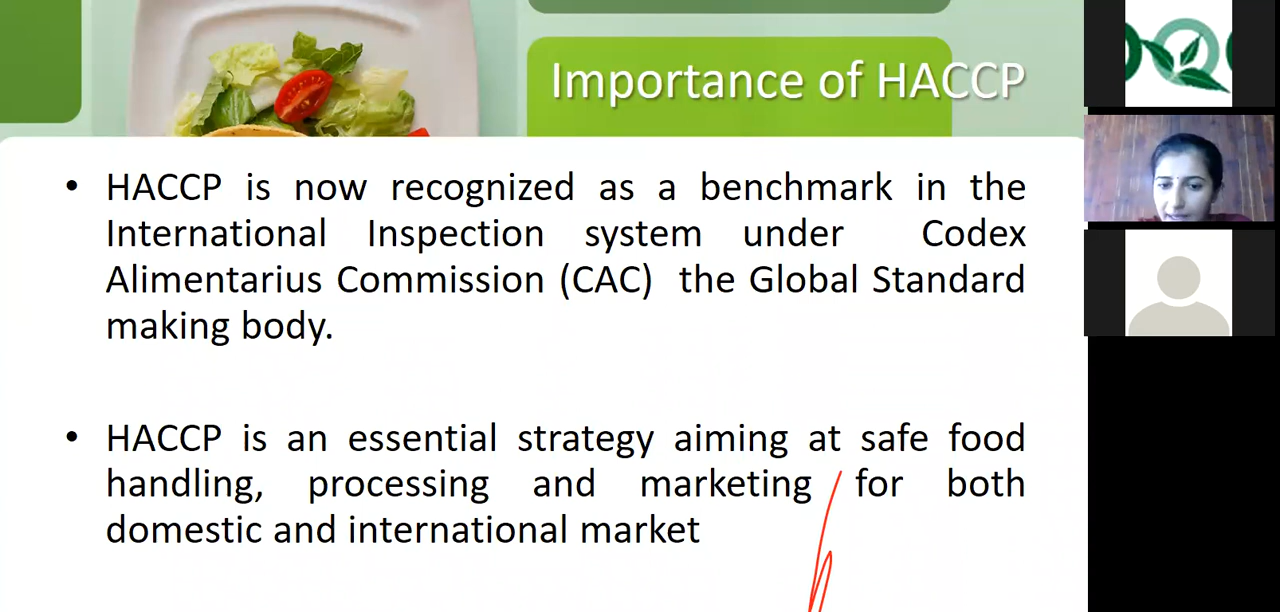 Importance of HACCP
• HACCP is now recognized as a benchmark in the
International Inspection system under Codex
Alimentarius Commission (CAC) the Global Standard
making body.
• HACCP is an essential strategy aiming at safe food
handling, processing and marketing for both
domestic and international market